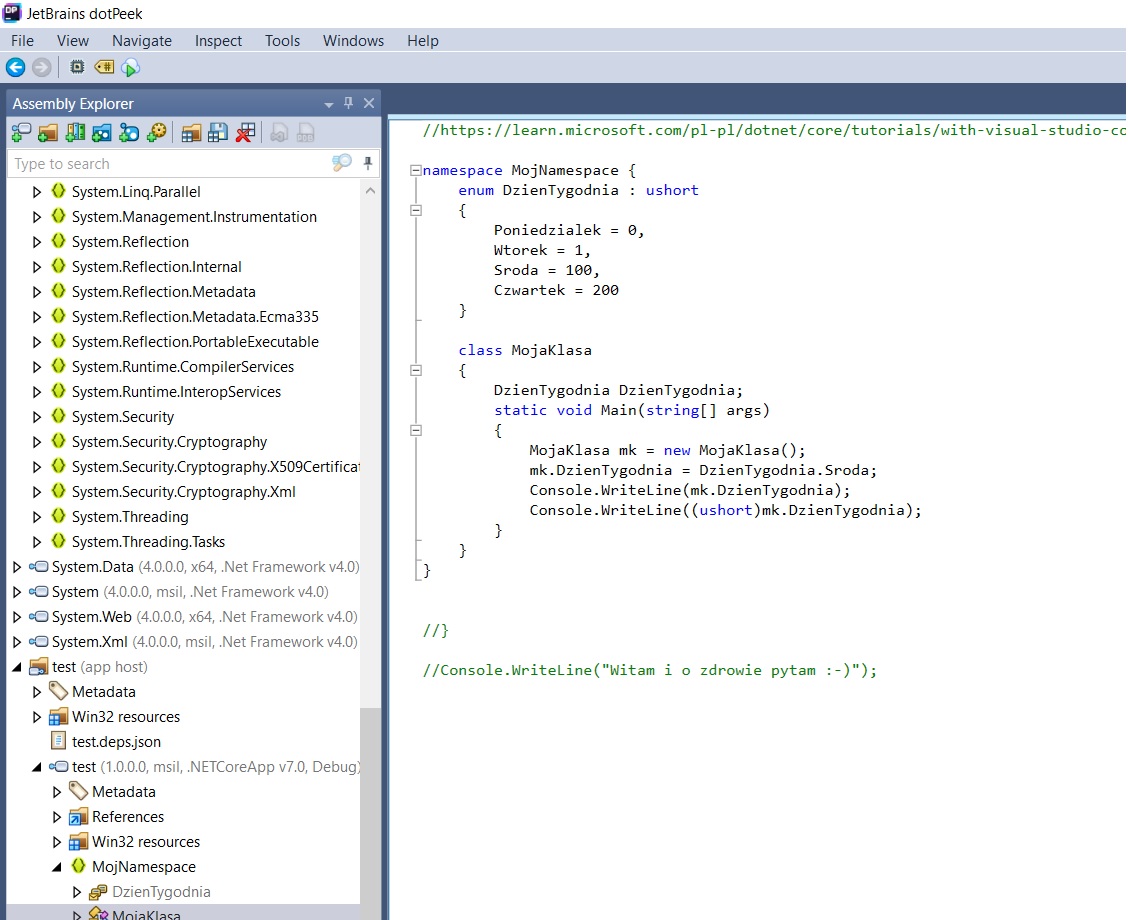 JetBrains dotPeek
File View Navigate Inspect Tools Windows Help
Assembly Explorer
Type to search
System.Linq.Parallel
System.Management.Instrumentation
System.Reflection
System.Reflection.Internal
System.Reflection.Metadata
System.Reflection.Metadata.Ecma335
System.Reflection.PortableExecutable
System.Runtime.CompilerServices
System.Runtime.InteropServices
System.Security
System.Security.Cryptography
System.Security.Cryptography.X509Certificat
System.Security.Cryptography.Xml
System.Threading
System.Threading.Tasks
System.Data (4.0.0.0, x64, .Net Framework v4.0)
System (4.0.0.0, msil, .Net Framework v4.0)
System.Web (4.0.0.0, x64, .Net Framework v4.0)
System.Xml (4.0.0.0, msil, .Net Framework v4.0)
test (app host)
Metadata
Win32 resources
test.deps.json
test (1.0.0.0, msil, .NETCoreApp v7.0, Debug)
Metadata
References
Win32 resources
MojNamespace
DzienTygodnia
MojaKlasa
//https://learn.microsoft.com/pl-pl/dotnet/core/tutorials/with-visual-studio-co
namespace MojNamespace {
enum DzienTygodnia : ushort
{
Poniedzialek = 0,
Wtorek = 1,
Sroda = 100,
Czwartek = 200
}
class MojaKlasa
{
DzienTygodnia DzienTygodnia;
static void Main(string[] args)
{
MojaKlasa mk = new MojaKlasa();
mk.DzienTygodnia = DzienTygodnia.Sroda;
Console.WriteLine(mk.DzienTygodnia);
Console.WriteLine((ushort)mk.DzienTygodnia);
}
}
}
//}
//Console.WriteLine("Witam i o zdrowie pytam :-)");